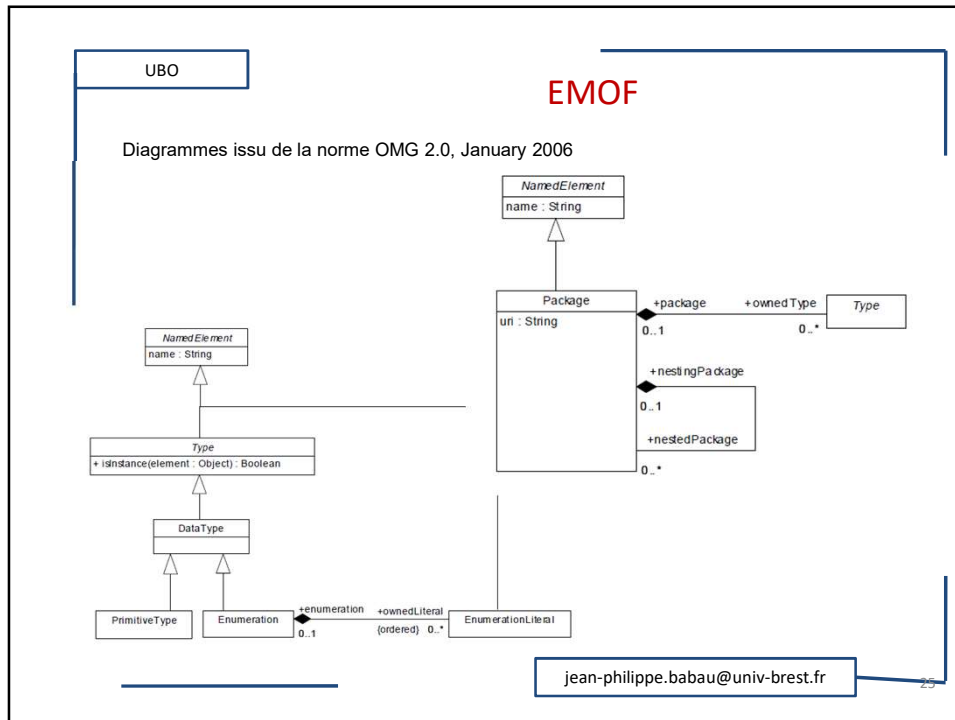 UBO
EMOF
Diagrammes issu de la norme OMG 2.0, January 2006
NamedElement
name : String
Package
uri : String
+package
+ownedType
0..1
0..*
Type
+nestingPackage
0..1
+nestedPackage
0..*
NamedElement
name : String
Type
+ isInstance(element : Object) : Boolean
DataType
PrimitiveType
Enumeration
+enumeration
+ownedLiteral
0..1
{ordered} 0..*
EnumerationLiteral
jean-philippe.babau@univ-brest.fr
25